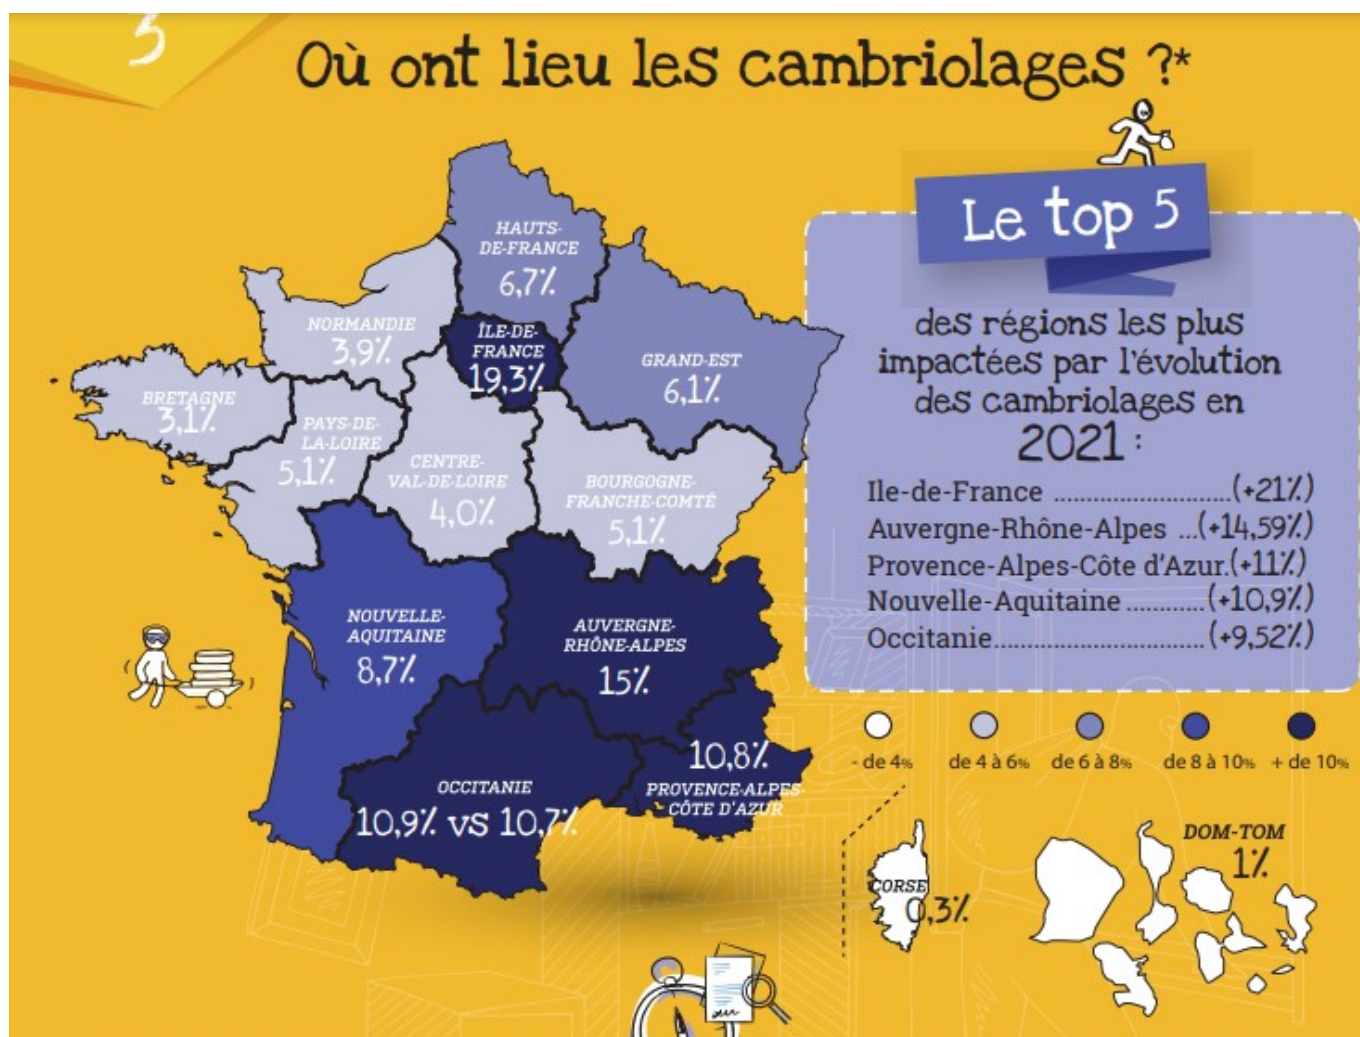 3
Où ont lieu les cambriolages ?*
Le top 5
des régions les plus
impactées par l'évolution
des cambriolages en
2021 :
Ile-de-France ............................(+21%)
Auvergne-Rhône-Alpes ...(+14,59%)
Provence-Alpes-Côte d'Azur.(+11%)
Nouvelle-Aquitaine ............(+10,9%)
Occitanie.................................(+9,52%)
HAUTS-
DE-FRANCE
6,7%
NORMANDIE
3,9%
ÎLE-DE-
FRANCE
19,3%
GRAND-EST
6,1%
BRETAGNE
3,1%
PAYS-DE-
LA-LOIRE
5,1%
CENTRE-
VAL-DE-LOIRE
4,0%
BOURGOGNE-
FRANCHE-COMTÉ
5,1%
NOUVELLE-
AQUITAINE
8,7%
AUVERGNE-
RHÔNE-ALPES
15%
OCCITANIE
10,9% vs 10,7%
10,8%
PROVENCE-ALPES-
CÔTE D'AZUR
- de 4%
de 4 à 6%
de 6 à 8%
de 8 à 10%
+ de 10%
CORSE
0,3%
DOM-TOM
1%